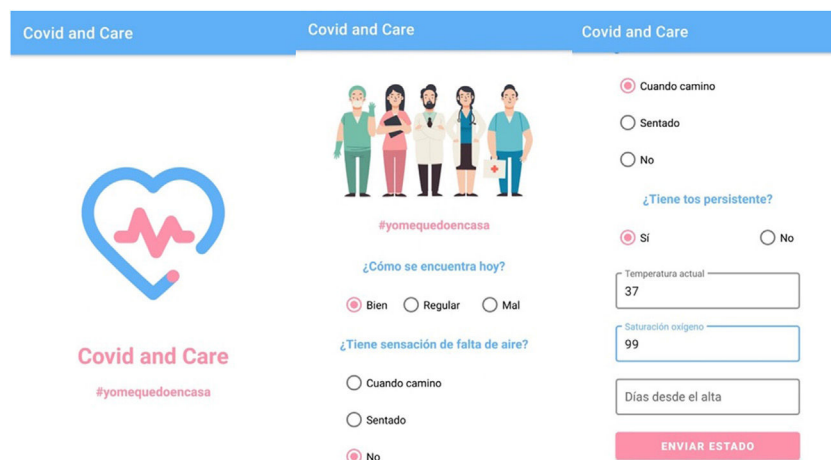 Covid and Care
Covid and Care
#yomequedoencasa
Covid and Care
#yomequedoencasa
¿Cómo se encuentra hoy?
Bien Regular Mal
¿Tiene sensación de falta de aire?
Cuando camino
Sentado
No
Covid and Care
Cuando camino
Sentado
No
¿Tiene tos persistente?
Sí No
Temperatura actual
37
Saturación oxígeno
99
Días desde el alta
ENVIAR ESTADO